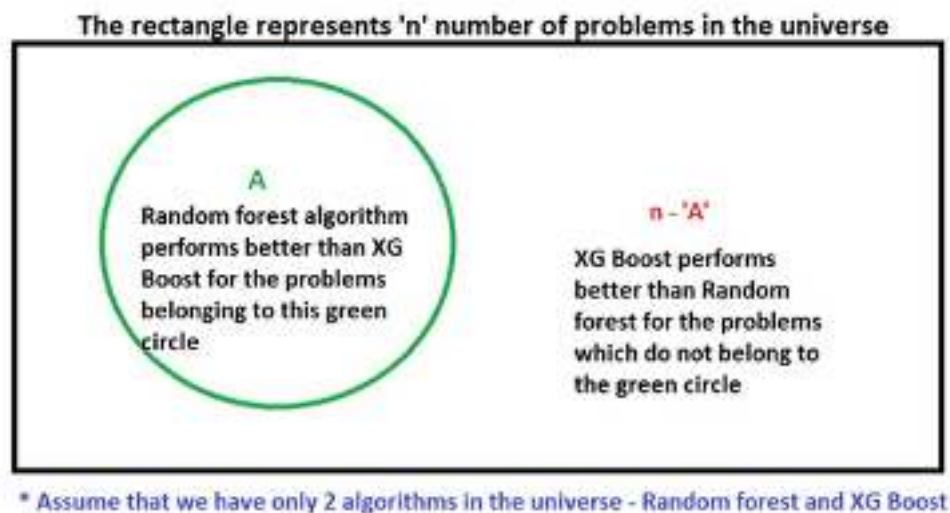 The rectangle represents 'n' number of problems in the universe
A
Random forest algorithm
performs better than XG
Boost for the problems
belonging to this green
circle
n - 'A'
XG Boost performs
better than Random
forest for the problems
which do not belong to
the green circle
* Assume that we have only 2 algorithms in the universe - Random forest and XG Boost